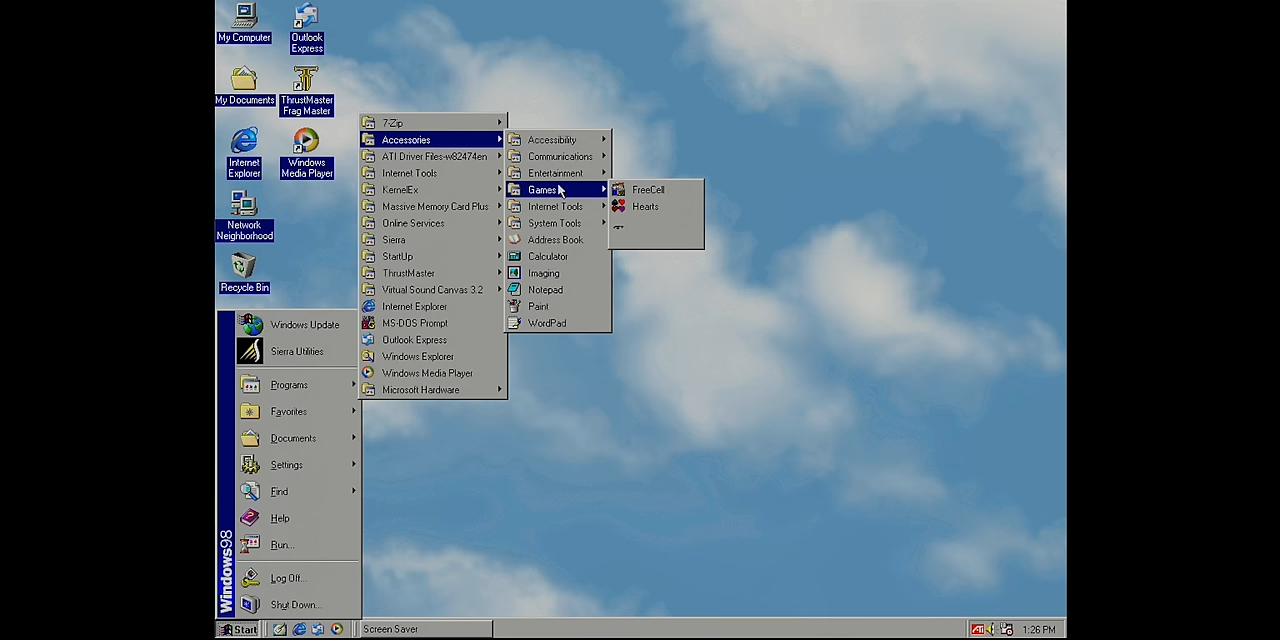 My Computer
Outlook
Express
My Documents
ThrustMaster
Frag Master
Internet
Explorer
Windows
Media Player
Network
Neighborhood
Recycle Bin
Windows Update
Sierra Utilities
Programs
Favorites
Documents
Settings
Find
Help
Run...
Log Off...
Shut Down...
Windows98
7-Zip
Accessories
ATI Driver Files-w82474en
Internet Tools
KernelEx
Massive Memory Card Plus
Online Services
Sierra
StartUp
ThrustMaster
Virtual Sound Canvas 3.2
Internet Explorer
MS-DOS Prompt
Outlook Express
Windows Explorer
Windows Media Player
Microsoft Hardware
Accessibility
Communications
Entertainment
Games
Internet Tools
System Tools
Address Book
Calculator
Imaging
Notepad
Paint
WordPad
FreeCell
Hearts
Start
Screen Saver
ATI
1:26 PM